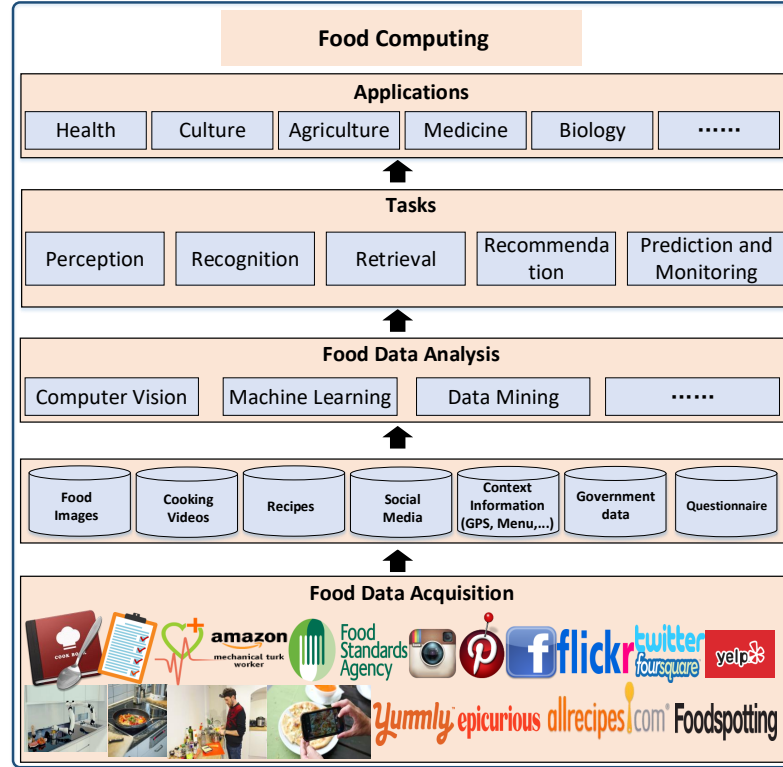 Food Computing
Applications
Health
Culture
Agriculture
Medicine
Biology
......
Tasks
Perception
Recognition
Retrieval
Recommenda
tion
Prediction and
Monitoring
Food Data Analysis
Computer Vision
Machine Learning
Data Mining
......
Food
Images
Cooking
Videos
Recipes
Social
Media
Context
Information
(GPS, Menu,...)
Government
data
Questionnaire
Food Data Acquisition
COOK BOOK
amazon
mechanical turk
worker
Food
Standards
Agency
flickr
twitter
foursquare
yelp
Yummly
epicurious
allrecipes.com
Foodspotting